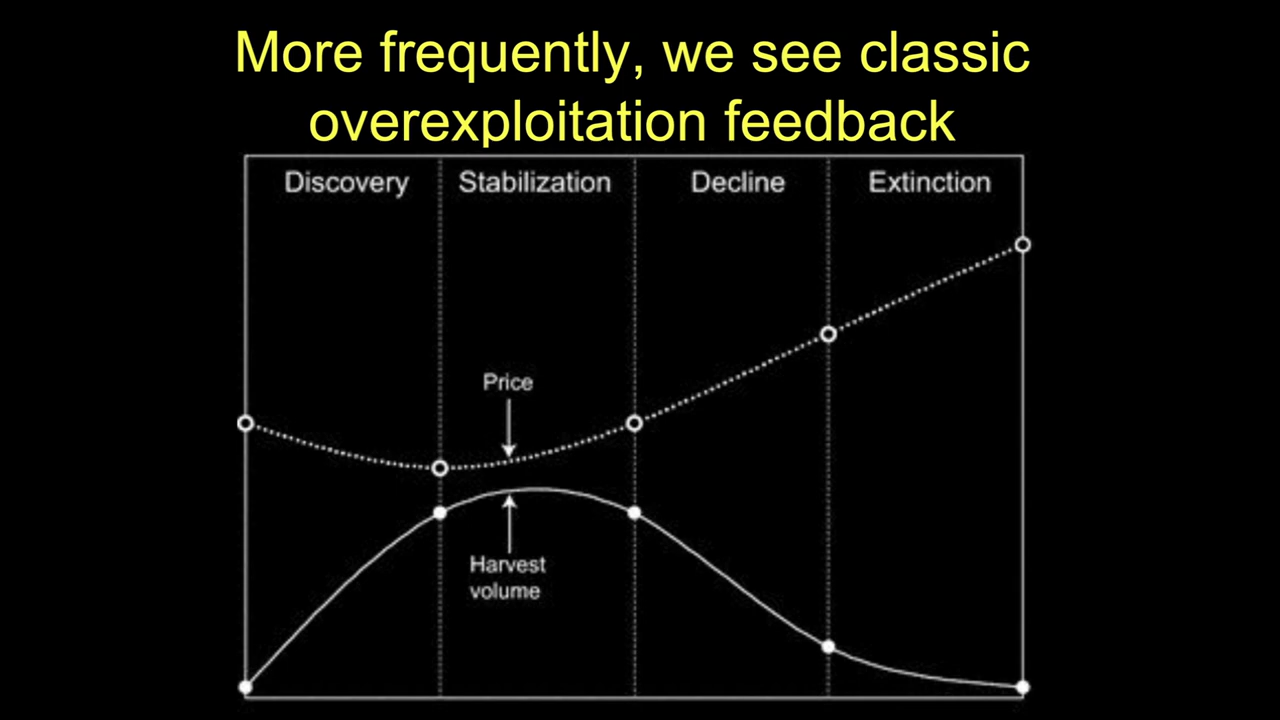 More frequently, we see classic
overexploitation feedback
Discovery
Stabilization
Decline
Extinction
Price
Harvest
volume